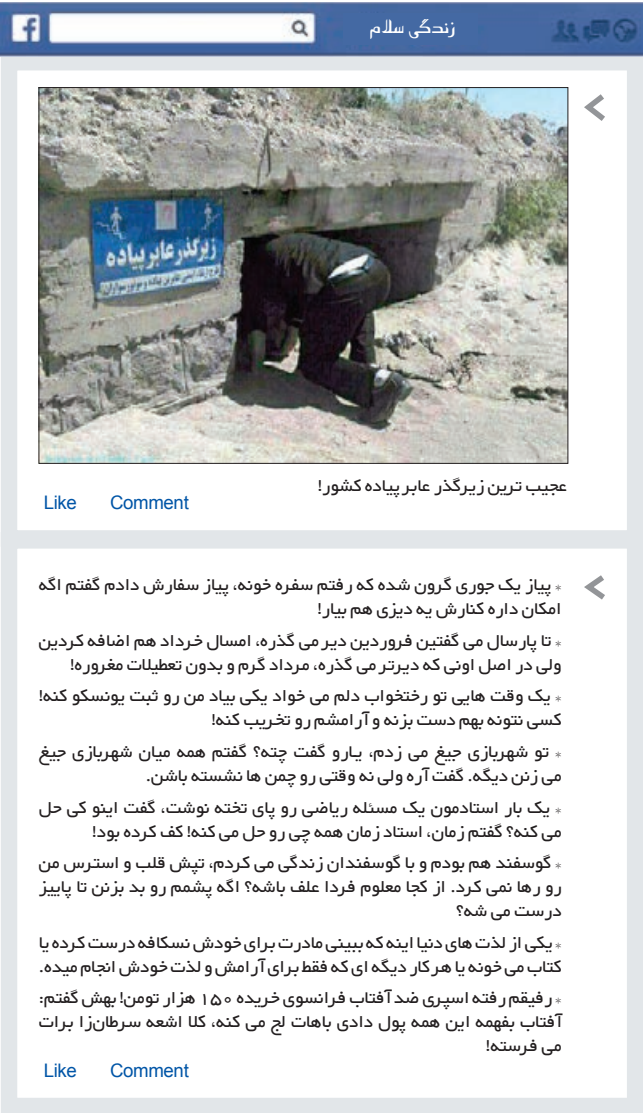 زندگی سلام
زیرگذر عابر پیاده
عجیب ترین زیرگذر عابر پیاده کشور!
Like Comment
* پیاز یک جوری گرون شده که رفتم سفره خونه، پیاز سفارش دادم گفتم اگه
امکان داره کنارش یه دیزی هم بیار!
* تا پارسال می گفتین فروردین دیر می گذره، امسال خرداد هم اضافه کردین
ولی در اصل اونی که دیرتر می گذره، مرداد گرم و بدون تعطیلات مغروره!
* یک وقت هایی تو رختخواب دلم می خواد یکی بیاد من رو ثبت یونسکو کنه!
کسی نتونه بهم دست بزنه و آرامشم رو تخریب کنه!
* تو شهربازی جیغ می زدم، یارو گفت چته؟ گفتم همه میان شهربازی جیغ
می زنن دیگه. گفت آره ولی نه وقتی رو چمن ها نشسته باشن.
* یک بار استادمون یک مسئله ریاضی رو پای تخته نوشت، گفت اینو کی حل
می کنه؟ گفتم زمان، استاد زمان همه چی رو حل می کنه! کف کرده بود!
* گوسفند هم بودم و با گوسفندان زندگی می کردم، تپش قلب و استرس من
رو رها نمی کرد. از کجا معلوم فردا علف باشه؟ اگه پشمم رو بد بزنن تا پاییز
درست می شه؟
* یکی از لذت های دنیا اینه که ببینی مادرت برای خودش نسکافه درست کرده یا
کتاب می خونه یا هر کار دیگه ای که فقط برای آرامش و لذت خودش انجام میده.
* رفیقم رفته اسپری ضد آفتاب فرانسوی خریده ۱۵۰ هزار تومن! بهش گفتم:
آفتاب بفهمه این همه پول دادی باهات لج می کنه، کلا اشعه سرطان‌زا برات
می فرسته!
Like Comment